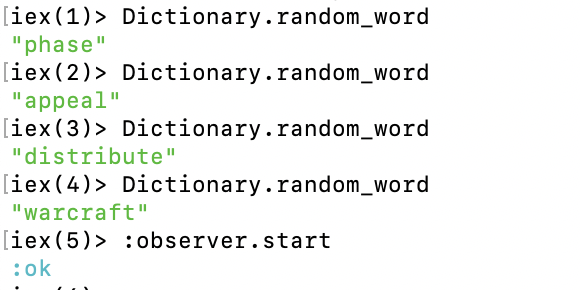 iex(1)> Dictionary.random_word
"phase"
iex(2)> Dictionary.random_word
"appeal"
iex(3)> Dictionary.random_word
"distribute"
iex(4)> Dictionary.random_word
"warcraft"
iex(5)> :observer.start
:ok